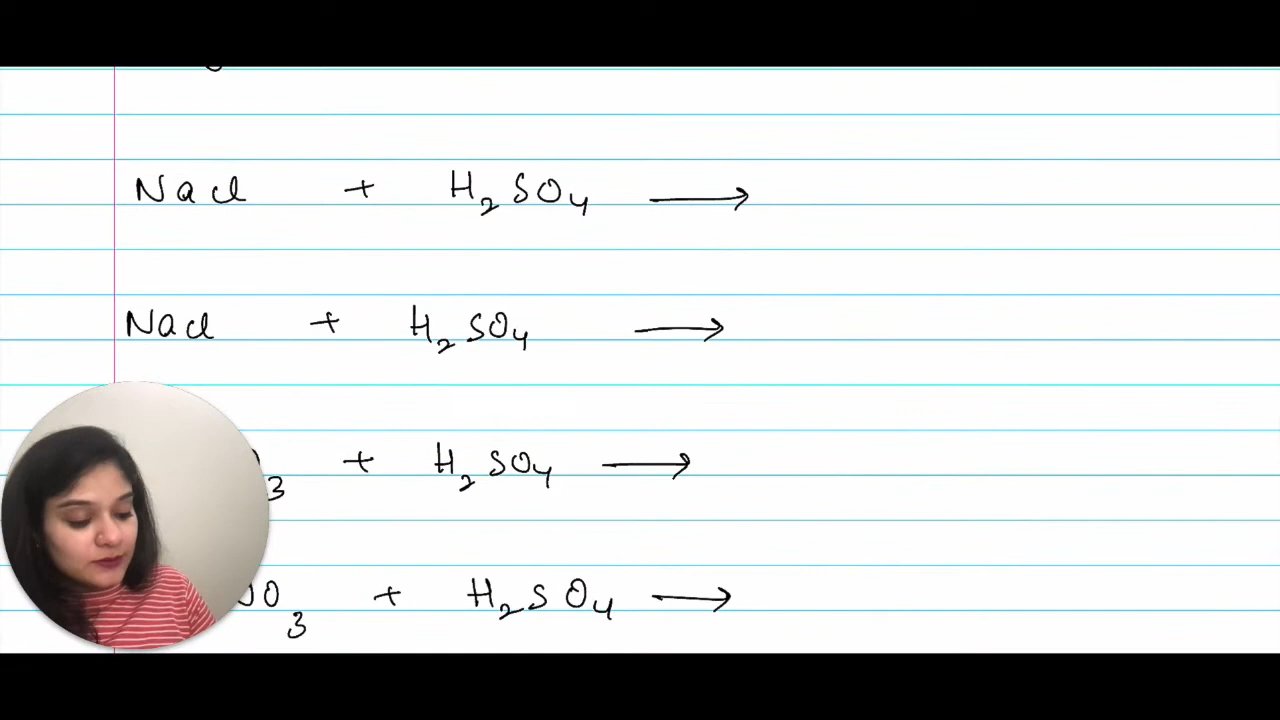 NaCl + H₂SO₄ ⟶
NaCl + H₂SO₄ ⟶
₃ + H₂SO₄ ⟶
O₃ + H₂SO₄ ⟶